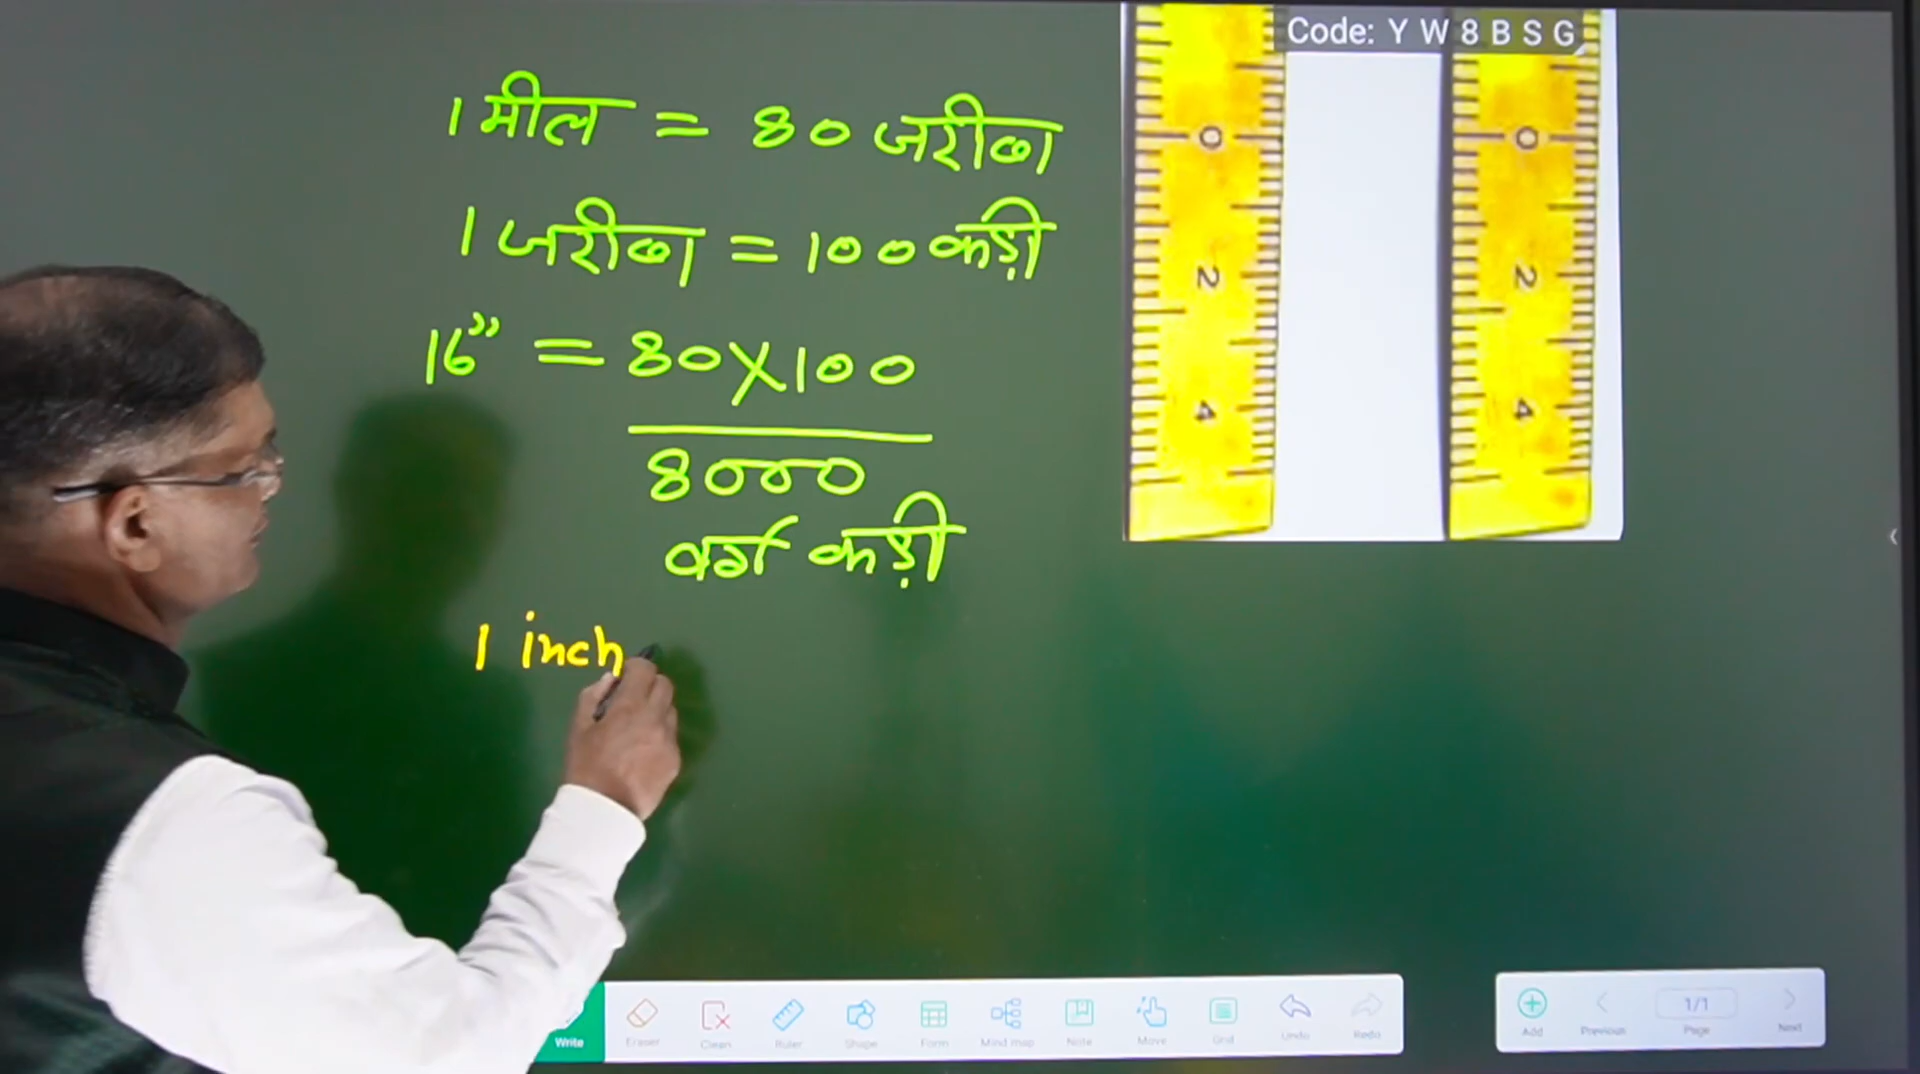 Code: Y W 8 B S G
1 मील = 80 जरीब
1 जरीब = 100 कड़ी
16" = 80X100
8000
वर्ग कड़ी
1 inch
0
2
4
0
2
4
Write
Eraser
Clean
Ruler
Shape
Form
Mind map
Note
Move
Grid
Undo
Redo
Add
Previous
1/1
Page
Next